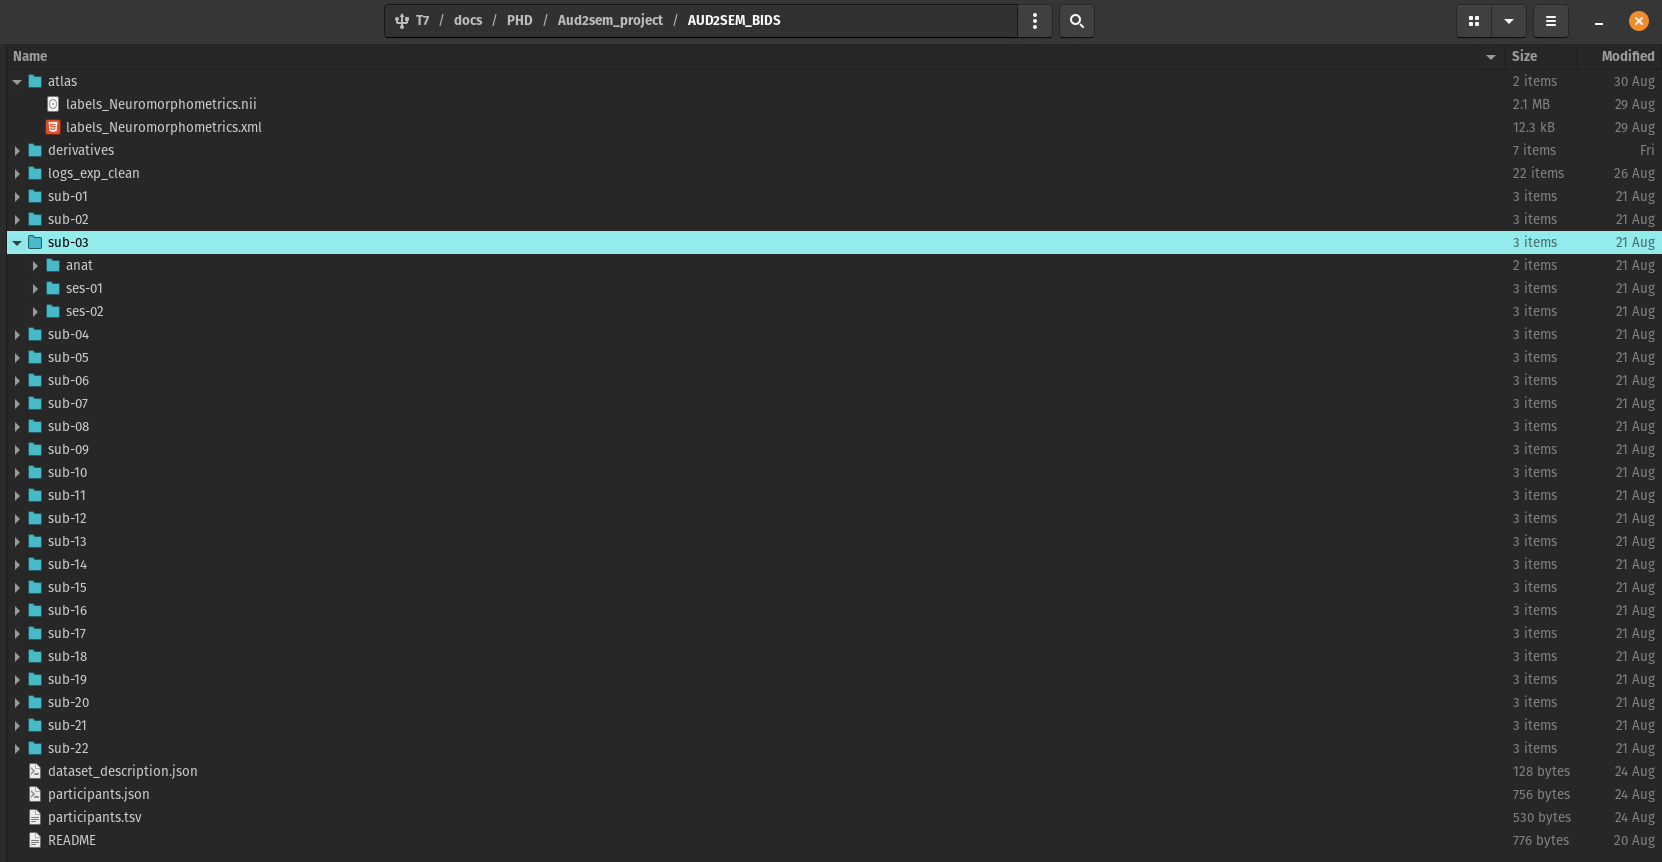 T7 / docs / PHD / Aud2sem_project / AUD2SEM_BIDS
Name Size Modified
atlas 2 items 30 Aug
labels_Neuromorphometrics.nii 2.1 MB 29 Aug
labels_Neuromorphometrics.xml 12.3 kB 29 Aug
derivatives 7 items Fri
logs_exp_clean 22 items 26 Aug
sub-01 3 items 21 Aug
sub-02 3 items 21 Aug
sub-03 3 items 21 Aug
anat 2 items 21 Aug
ses-01 3 items 21 Aug
ses-02 3 items 21 Aug
sub-04 3 items 21 Aug
sub-05 3 items 21 Aug
sub-06 3 items 21 Aug
sub-07 3 items 21 Aug
sub-08 3 items 21 Aug
sub-09 3 items 21 Aug
sub-10 3 items 21 Aug
sub-11 3 items 21 Aug
sub-12 3 items 21 Aug
sub-13 3 items 21 Aug
sub-14 3 items 21 Aug
sub-15 3 items 21 Aug
sub-16 3 items 21 Aug
sub-17 3 items 21 Aug
sub-18 3 items 21 Aug
sub-19 3 items 21 Aug
sub-20 3 items 21 Aug
sub-21 3 items 21 Aug
sub-22 3 items 21 Aug
dataset_description.json 128 bytes 24 Aug
participants.json 756 bytes 24 Aug
participants.tsv 530 bytes 24 Aug
README 776 bytes 20 Aug